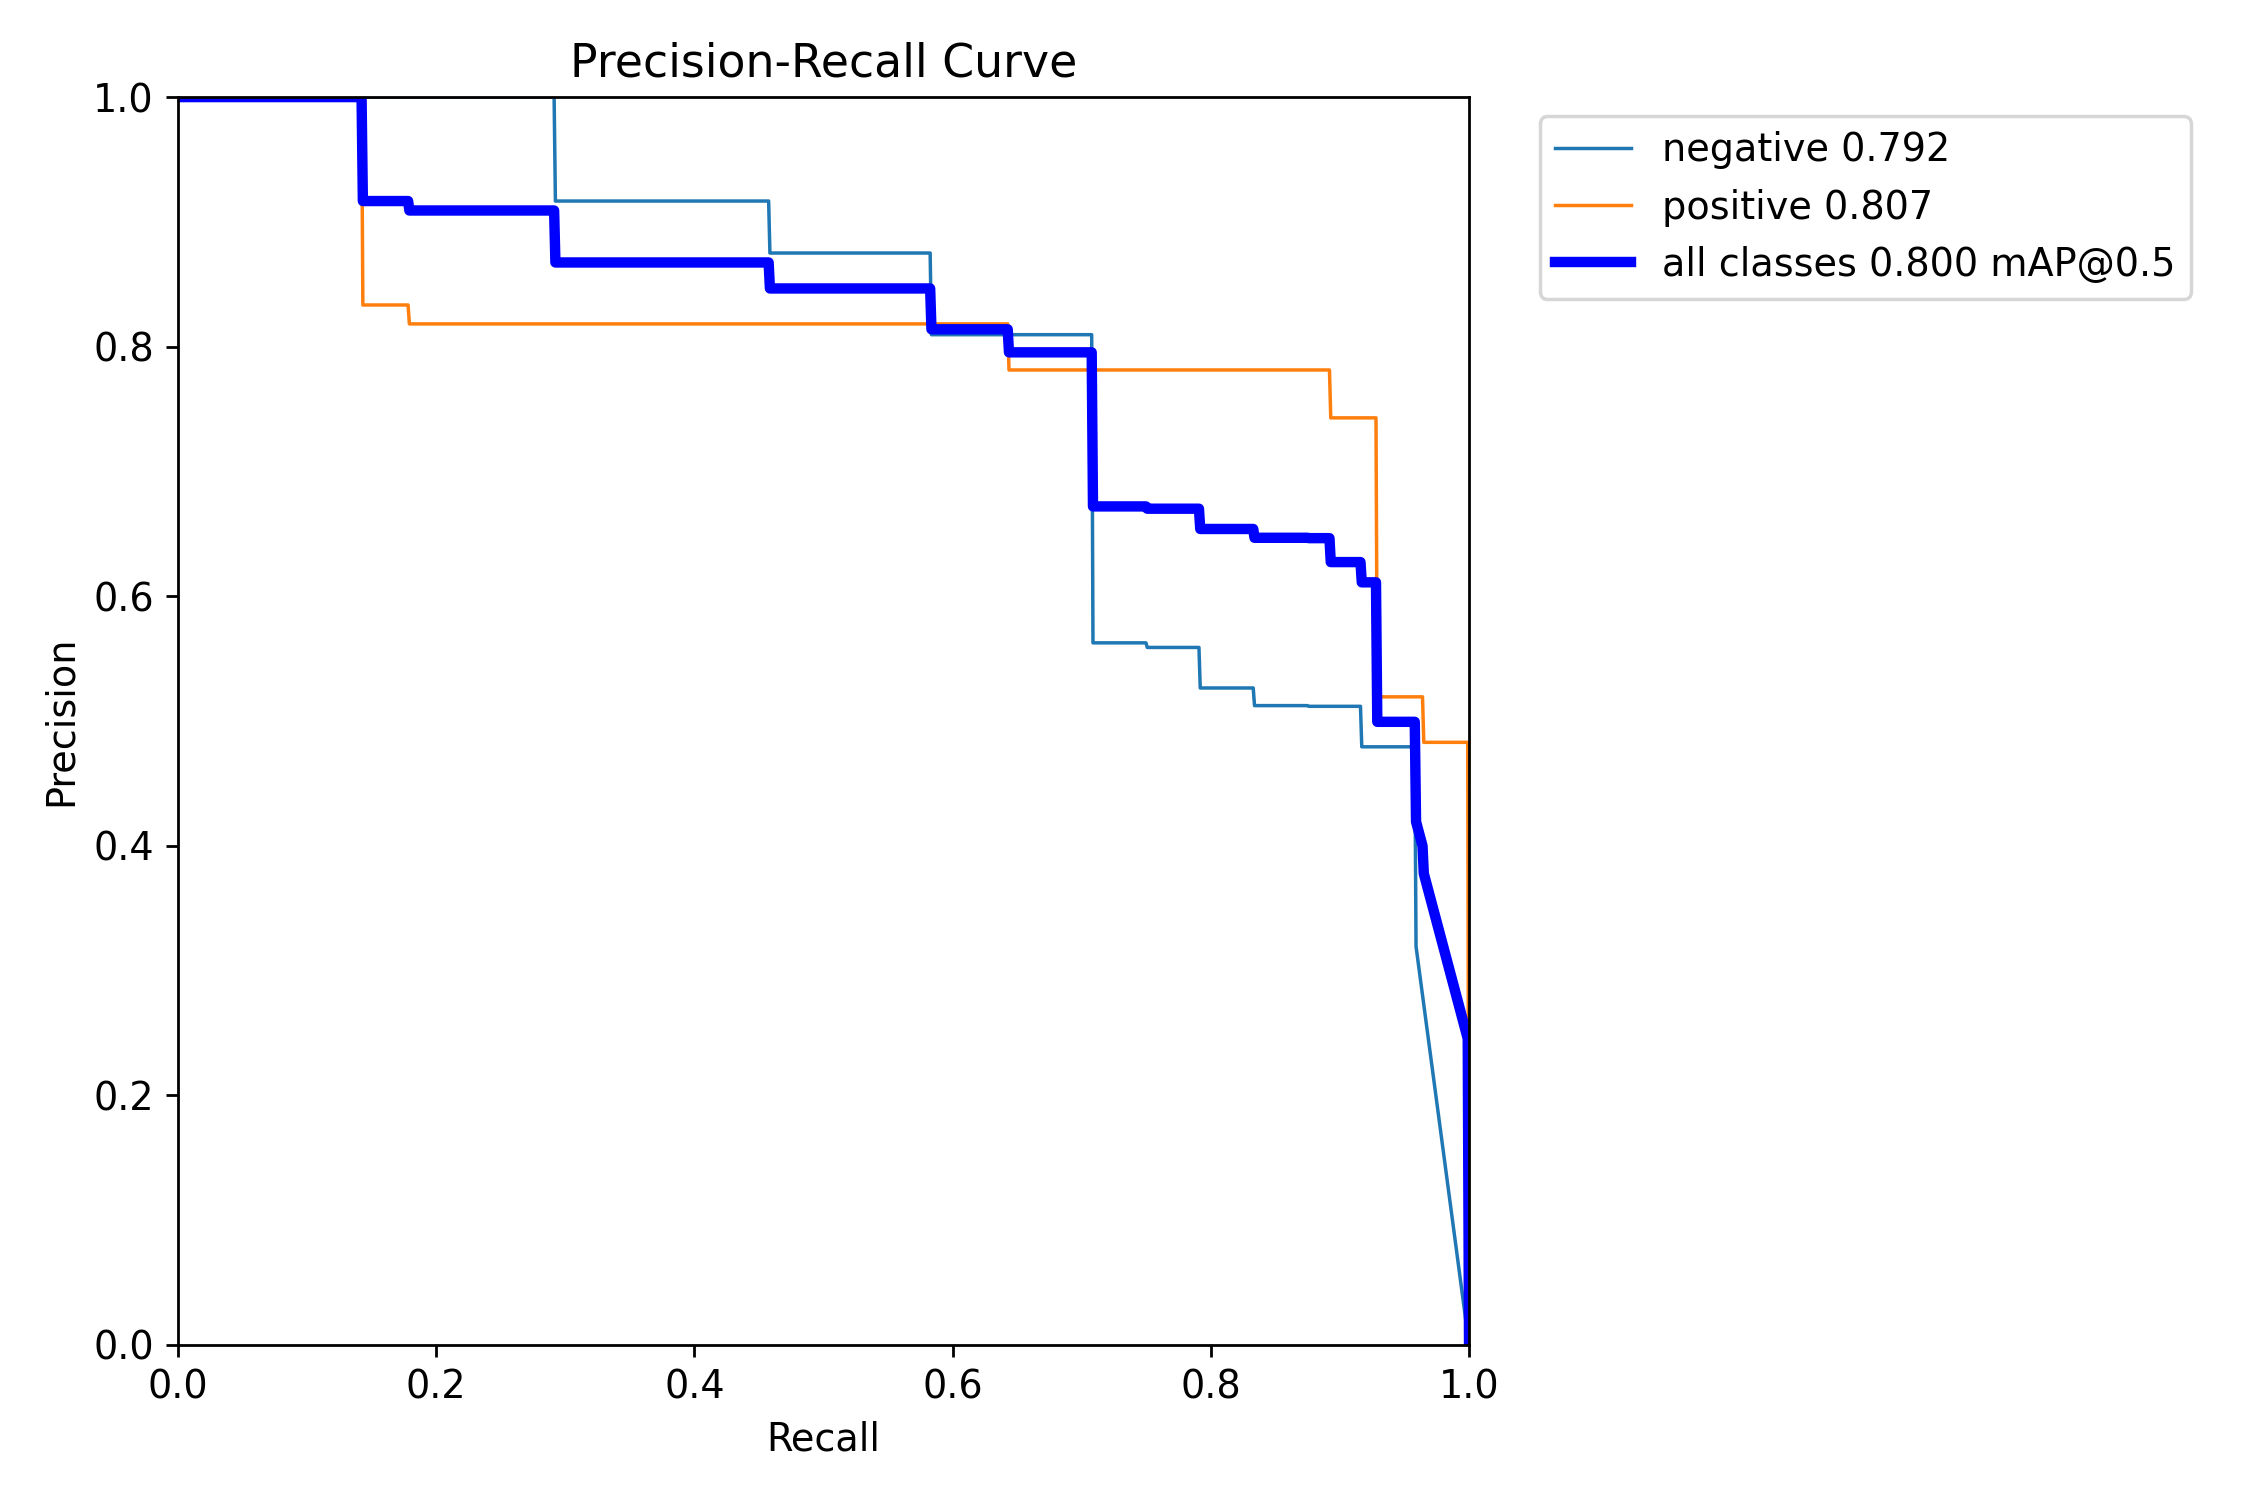 Precision-Recall Curve
1.0
0.8
0.6
0.4
0.2
0.0
Precision
0.0 0.2 0.4 0.6 0.8 1.0
Recall
negative 0.792
positive 0.807
all classes 0.800 mAP@0.5